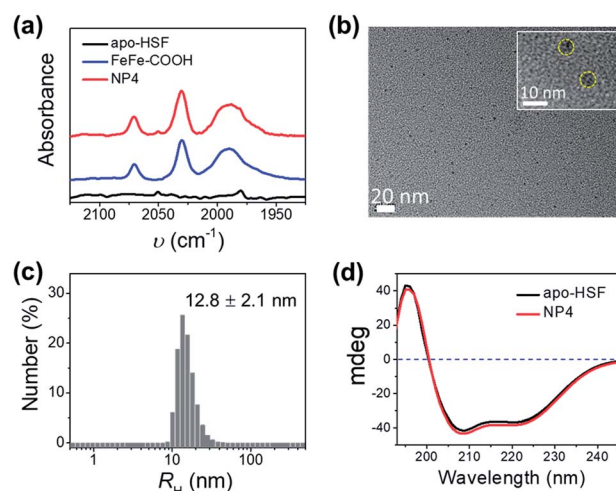 (a)
apo-HSF
FeFe-COOH
NP4
Absorbance
2100 2050 2000 1950
υ (cm⁻¹)
(b)
10 nm
20 nm
(c)
12.8 ± 2.1 nm
Number (%)
30
20
10
0
1 10 100
R_H (nm)
(d)
apo-HSF
NP4
mdeg
40
20
0
-20
-40
200 210 220 230 240
Wavelength (nm)